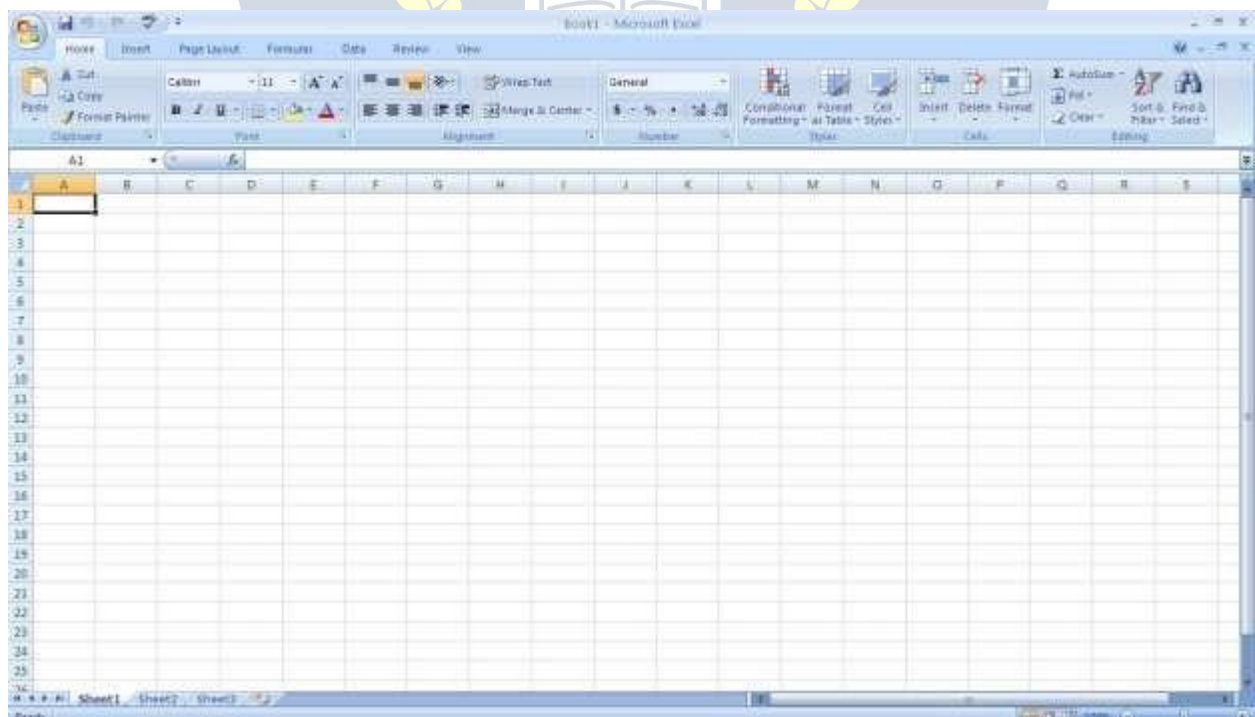 Book1 - Microsoft Excel
Home Insert Page Layout Formulas Data Review View
Paste
Cut
Copy
Format Painter
Clipboard
Calibri 11 A A
B I U A
Font
Wrap Text
Merge & Center
Alignment
General
$ % ,
Number
Conditional Formatting
Format as Table
Cell Styles
Styles
Insert Delete Format
Cells
Σ AutoSum
Fill
Clear
Sort & Filter
Find & Select
Editing
A1 fx
A B C D E F G H I J K L M N O P Q R S
1
2
3
4
5
6
7
8
9
10
11
12
13
14
15
16
17
18
19
20
21
22
23
24
25
26
Sheet1 Sheet2 Sheet3
Ready